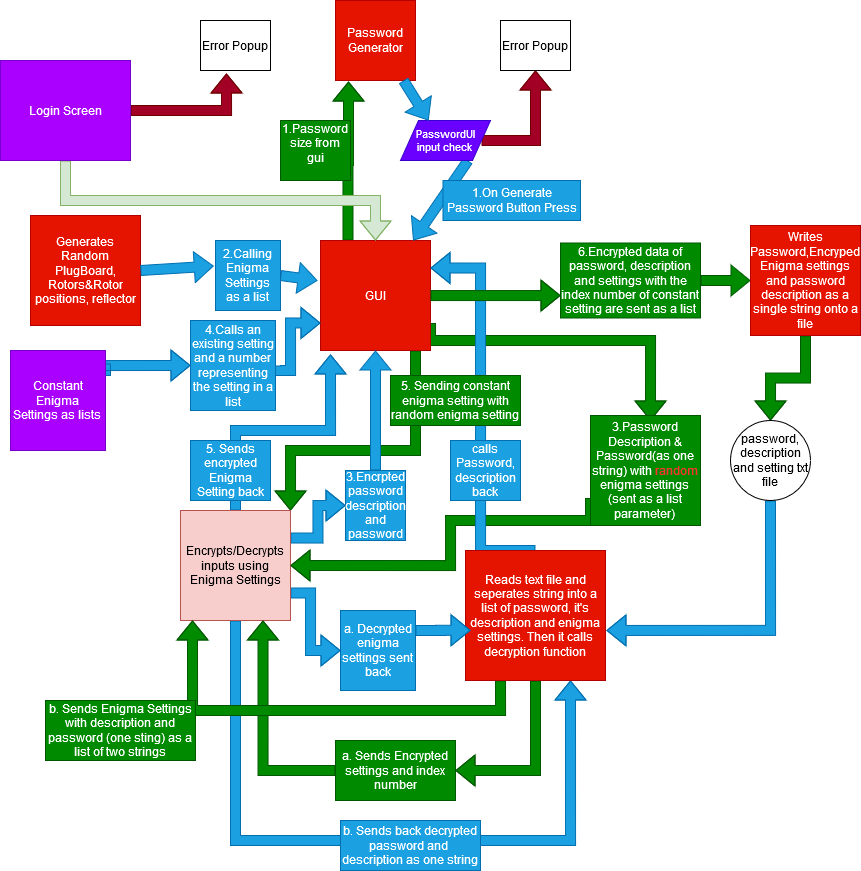 Error Popup
Password
Generator
Error Popup
Login Screen
1.Password
size from
gui
PasswordUI
input check
1.On Generate
Password Button Press
Generates
Random
PlugBoard,
Rotors&Rotor
positions, reflector
2.Calling
Enigma
Settings
as a list
GUI
6.Encrypted data of
password, description
and settings with the
index number of constant
setting are sent as a list
Writes
Password,Encryped
Enigma settings
and password
description as a
single string onto a
file
4.Calls an
existing setting
and a number
representing
the setting in a
list
Constant
Enigma
Settings as lists
5. Sending constant
enigma setting with
random enigma setting
3.Password
Description &
Password(as one
string) with random
enigma settings
(sent as a list
parameter)
password,
description
and setting txt
file
5. Sends
encrypted
Enigma
Setting back
3.Encrpted
password
description
and
password
calls
Password,
description
back
Encrypts/Decrypts
inputs using
Enigma Settings
Reads text file and
seperates string into a
list of password, it's
description and enigma
settings. Then it calls
decryption function
a. Decrypted
enigma
settings sent
back
b. Sends Enigma Settings
with description and
password (one sting) as a
list of two strings
a. Sends Encrypted
settings and index
number
b. Sends back decrypted
password and
description as one string